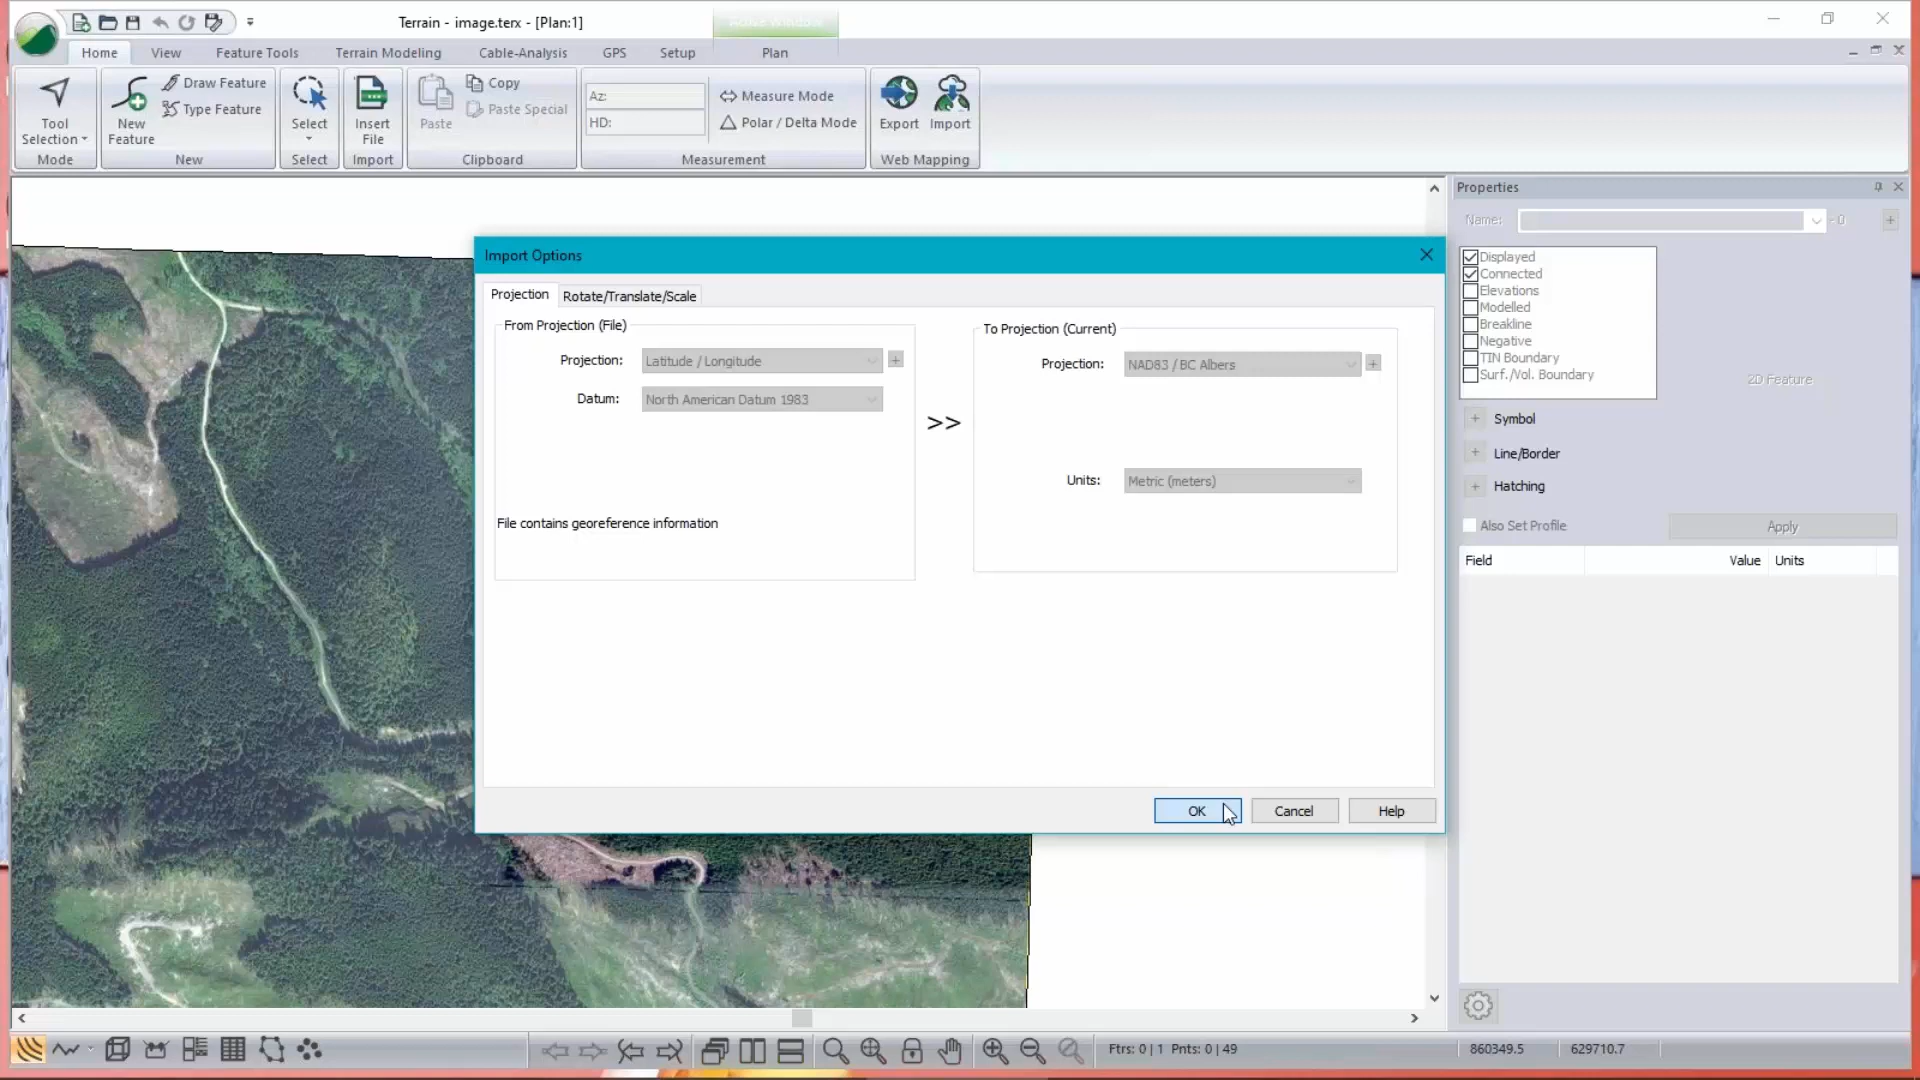 Terrain - image.terx - [Plan:1]
Home
View
Feature Tools
Terrain Modeling
Cable-Analysis
GPS
Setup
Plan
Tool
Selection
Mode
New
Feature
Draw Feature
Type Feature
New
Select
Select
Insert
File
Import
Paste
Copy
Paste Special
Clipboard
Az:
HD:
Measure Mode
Polar / Delta Mode
Measurement
Export
Import
Web Mapping
Import Options
Projection
Rotate/Translate/Scale
From Projection (File)
Projection:
Latitude / Longitude
+
Datum:
North American Datum 1983
File contains georeference information
>>
To Projection (Current)
Projection:
NAD83 / BC Albers
+
Units:
Metric (meters)
OK
Cancel
Help
Properties
Name:
- 0
+
Displayed
Connected
Elevations
Modelled
Breakline
Negative
TIN Boundary
Surf./Vol. Boundary
2D Feature
+ Symbol
+ Line/Border
+ Hatching
Also Set Profile
Apply
Field
Value
Units
Ftrs: 0 | 1 Pnts: 0 | 49
860349.5
629710.7